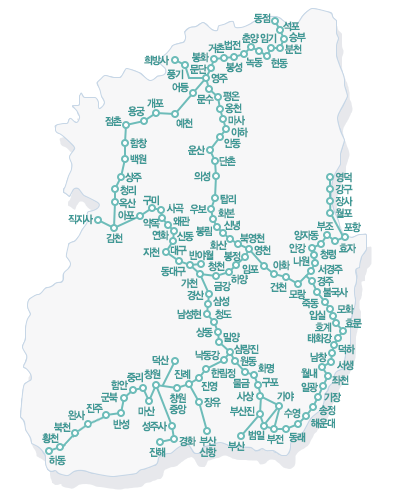 동점
석포
승부
분천
현동
임기
춘양
녹동
법전
봉성
거촌
봉화
문단
희방사
풍기
영주
어등
문수
평은
개포
용궁
점촌
예천
옹천
마사
이하
안동
운산
단촌
의성
함창
백원
상주
청리
옥산
아포
김천
직지사
구미
사곡
약목
왜관
연화
신동
지천
대구
동대구
탑리
우보
화본
봉림
신녕
화산
북영천
봉정
영천
반야월
청천
가천
금강
하양
임포
아화
건천
모량
경산
삼성
남성현
청도
상동
밀양
영덕
강구
장사
월포
포항
부조
양자동
효자
안강
청령
나원
서경주
경주
불국사
죽동
입실
모화
호계
효문
태화강
덕하
남창
서생
월내
좌천
일광
기장
송정
해운대
수영
동래
기야
부전
범일
부산
부산진
사상
구포
화명
물금
원동
삼랑진
낙동강
한림정
진영
진례
덕산
창원
창원
중앙
장유
부산
신항
성주사
경화
진해
마산
중리
함안
군북
반성
진주
완사
북천
횡천
하동